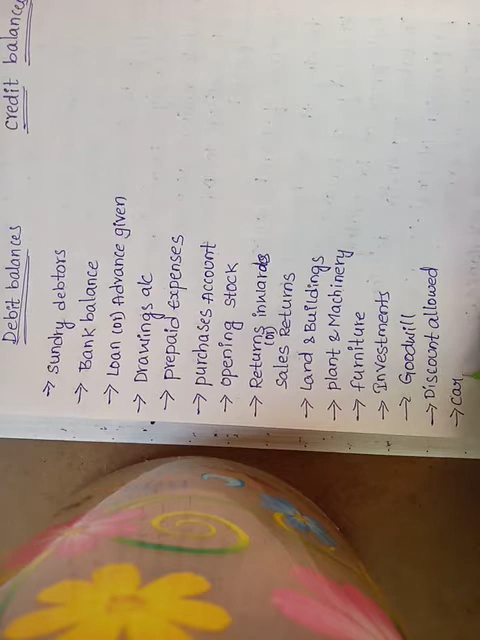 Debit balances
credit balances
→ sundry debtors
→ Bank balance
→ Loan (or) Advance given
→ Drawings a/c
→ prepaid expenses
→ purchases Account
→ opening stock
→ Returns inwards
(or)
Sales Returns
→ Land & Buildings
→ plant & Machinery
→ furniture
→ Investments
→ Goodwill
→ Discount allowed
→ Car